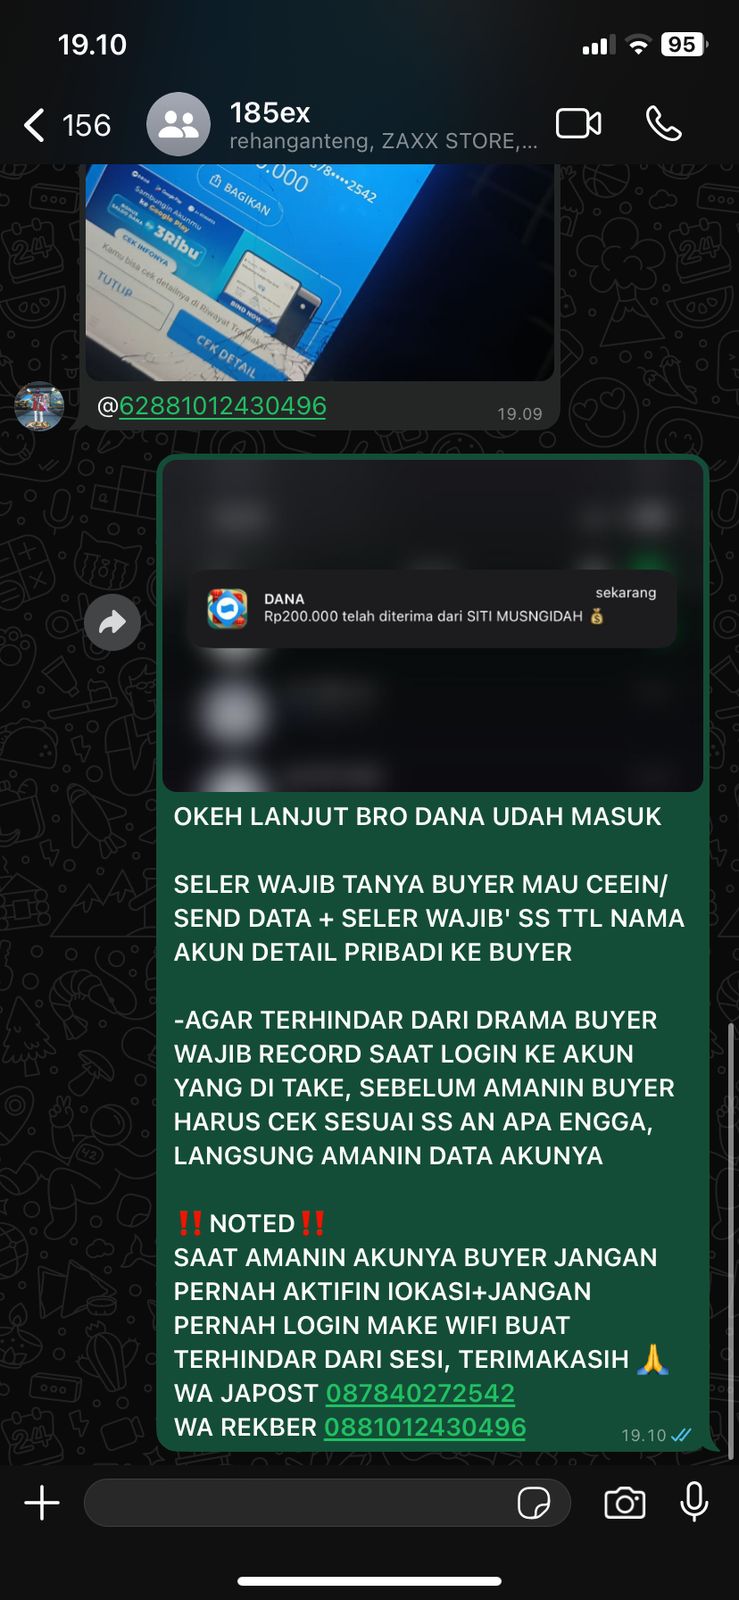 19.10
95
156
185ex
rehanganteng, ZAXX STORE,...
0.000
878••••2542
BAGIKAN
Sambungin Akunmu
ke Google Play
3Ribu
CEK INFONYA
BIND NOW
Kamu bisa cek detailnya di Riwayat Transaksi
TUTUP
CEK DETAIL
@62881012430496
19.09
DANA
sekarang
Rp200.000 telah diterima dari SITI MUSNGIDAH 💰
OKEH LANJUT BRO DANA UDAH MASUK
SELER WAJIB TANYA BUYER MAU CEEIN/
SEND DATA + SELER WAJIB' SS TTL NAMA
AKUN DETAIL PRIBADI KE BUYER
-AGAR TERHINDAR DARI DRAMA BUYER
WAJIB RECORD SAAT LOGIN KE AKUN
YANG DI TAKE, SEBELUM AMANIN BUYER
HARUS CEK SESUAI SS AN APA ENGGA,
LANGSUNG AMANIN DATA AKUNYA
‼️NOTED‼️
SAAT AMANIN AKUNYA BUYER JANGAN
PERNAH AKTIFIN lOKASI+JANGAN
PERNAH LOGIN MAKE WIFI BUAT
TERHINDAR DARI SESI, TERIMAKASIH 🙏
WA JAPOST 087840272542
WA REKBER 0881012430496
19.10